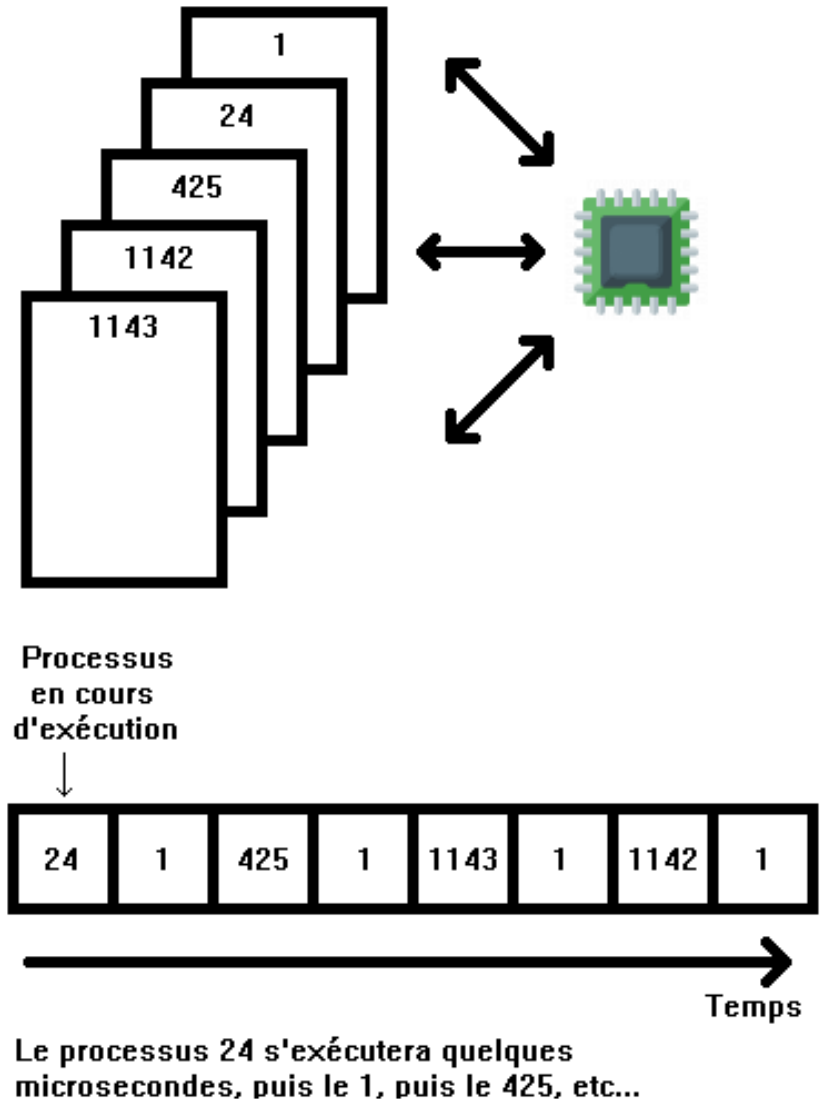 1
24
425
1142
1143
Processus
en cours
d'exécution
24 1 425 1 1143 1 1142 1
Temps
Le processus 24 s'exécutera quelques
microsecondes, puis le 1, puis le 425, etc...